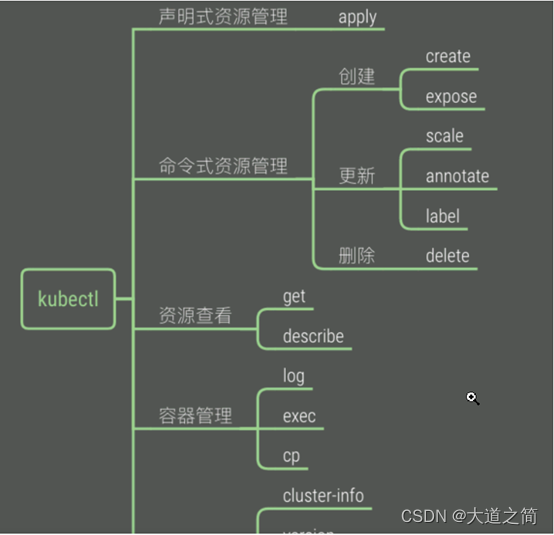 声明式资源管理 apply
create
创建
expose
scale
命令式资源管理
更新 annotate
label
删除 delete
kubectl
get
资源查看
describe
log
容器管理 exec
cp
cluster-info
version
CSDN @大道之简